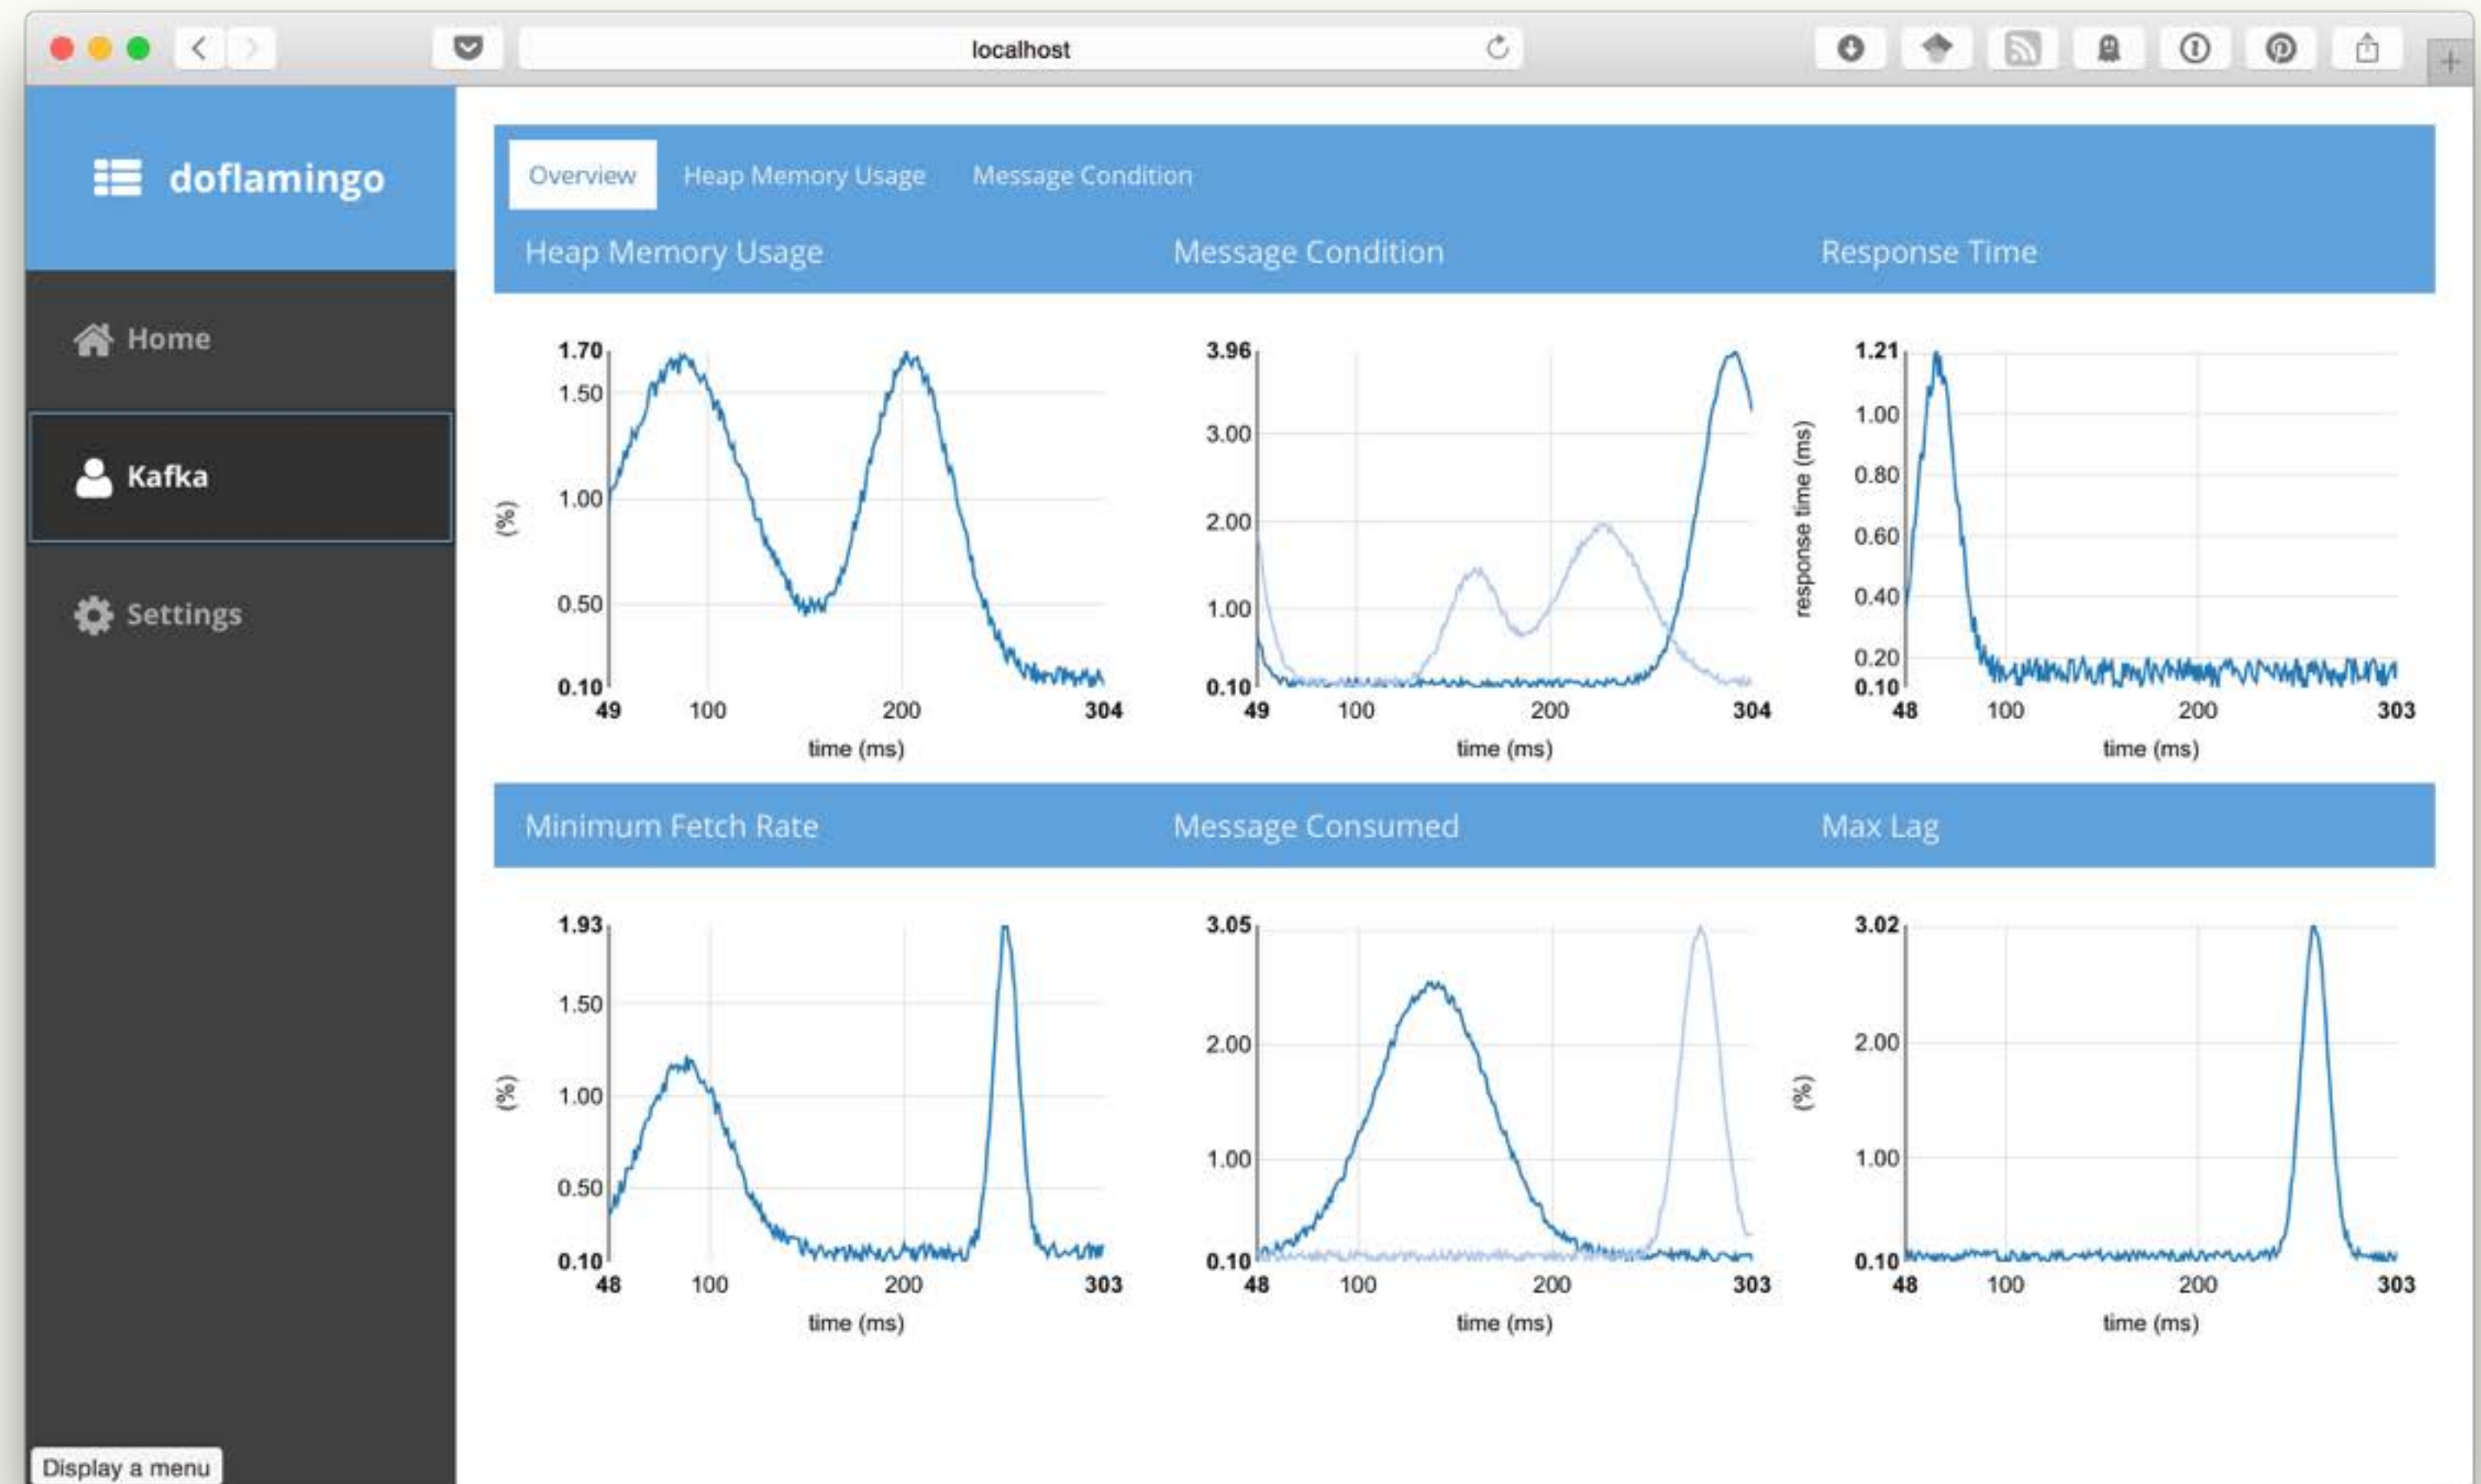 localhost
doflamingo
Home
Kafka
Settings
Display a menu
Overview Heap Memory Usage Message Condition
Heap Memory Usage Message Condition Response Time
1.70
1.50
1.00
0.50
0.10
(%)
49 100 200 304
time (ms)
3.96
3.00
2.00
1.00
0.10
49 100 200 304
time (ms)
1.21
1.00
0.80
0.60
0.40
0.20
0.10
response time (ms)
48 100 200 303
time (ms)
Minimum Fetch Rate Message Consumed Max Lag
1.93
1.50
1.00
0.50
0.10
(%)
48 100 200 303
time (ms)
3.05
2.00
1.00
0.10
48 100 200 303
time (ms)
3.02
2.00
1.00
0.10
(%)
48 100 200 303
time (ms)